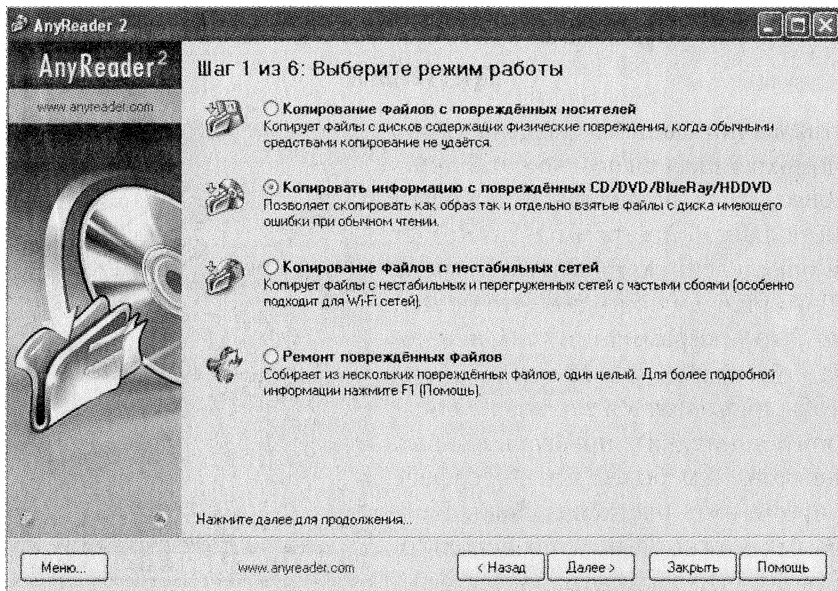 AnyReader 2
AnyReader²
www.anyreader.com
Шаг 1 из 6: Выберите режим работы
Копирование файлов с повреждённых носителей
Копирует файлы с дисков содержащих физические повреждения, когда обычными
средствами копирование не удаётся.
Копировать информацию с повреждённых CD/DVD/BlueRay/HDDVD
Позволяет скопировать как образ так и отдельно взятые файлы с диска имеющего
ошибки при обычном чтении.
Копирование файлов с нестабильных сетей
Копирует файлы с нестабильных и перегруженных сетей с частыми сбоями (особенно
подходит для Wi-Fi сетей).
Ремонт повреждённых файлов
Собирает из нескольких повреждённых файлов, один целый. Для более подробной
информации нажмите F1 (Помощь).
Нажмите далее для продолжения...
Меню... www.anyreader.com < Назад Далее > Закрыть Помощь